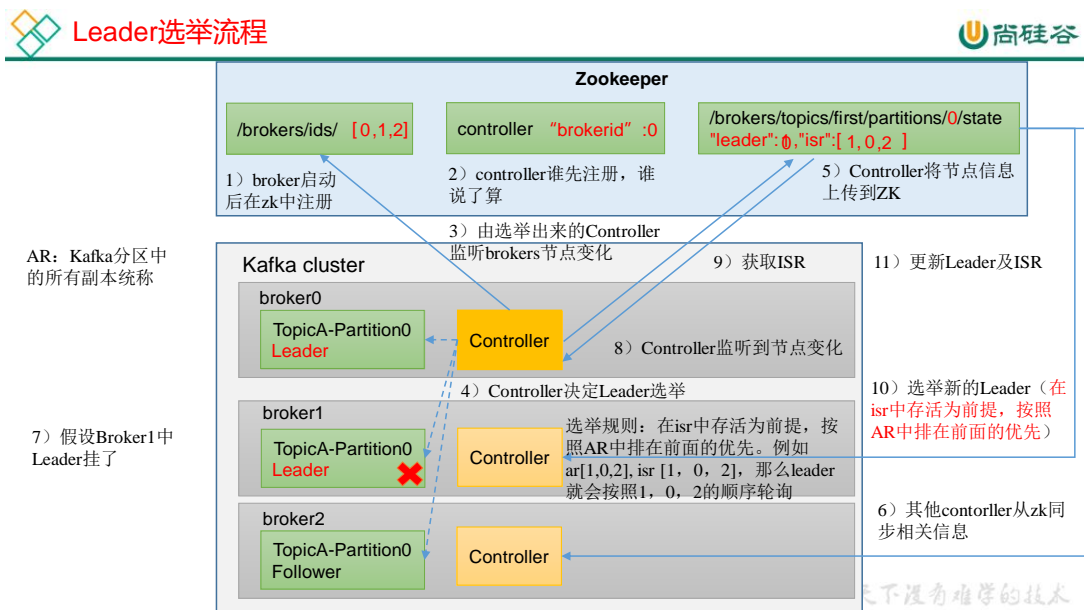 Leader选举流程
尚硅谷
Zookeeper
/brokers/ids/ [0,1,2]
controller “brokerid” :0
/brokers/topics/first/partitions/0/state
"leader": ,"isr":[ 1,0,2 ]
1）broker启动
后在zk中注册
2）controller谁先注册，谁
说了算
5）Controller将节点信息
上传到ZK
3）由选举出来的Controller
监听brokers节点变化
AR：Kafka分区中
的所有副本统称
Kafka cluster
9）获取ISR
11）更新Leader及ISR
broker0
TopicA-Partition0
Leader
Controller
8）Controller监听到节点变化
4）Controller决定Leader选举
10）选举新的Leader（在
isr中存活为前提，按照
AR中排在前面的优先）
7）假设Broker1中
Leader挂了
broker1
TopicA-Partition0
Leader
Controller
选举规则：在isr中存活为前提，按
照AR中排在前面的优先。例如
ar[1,0,2], isr [1，0，2]，那么leader
就会按照1，0，2的顺序轮询
6）其他contorller从zk同
步相关信息
broker2
TopicA-Partition0
Follower
Controller
天下没有难学的技术